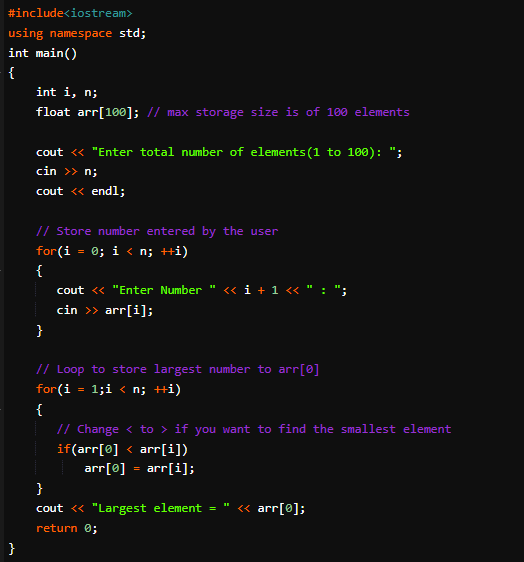 #include<iostream>
using namespace std;
int main()
{
    int i, n;
    float arr[100]; // max storage size is of 100 elements

    cout << "Enter total number of elements(1 to 100): ";
    cin >> n;
    cout << endl;

    // Store number entered by the user
    for(i = 0; i < n; ++i)
    {
       cout << "Enter Number " << i + 1 << " : ";
       cin >> arr[i];
    }

    // Loop to store largest number to arr[0]
    for(i = 1;i < n; ++i)
    {
       // Change < to > if you want to find the smallest element
       if(arr[0] < arr[i])
           arr[0] = arr[i];
    }
    cout << "Largest element = " << arr[0];
    return 0;
}